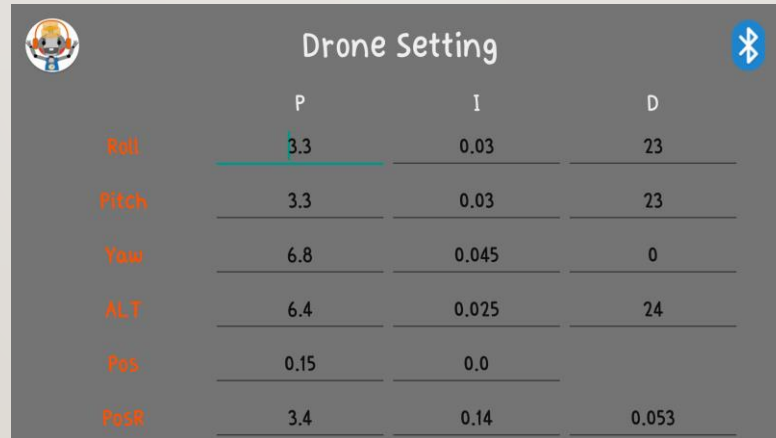 Drone Setting
P I D
Roll 3.3 0.03 23
Pitch 3.3 0.03 23
Yaw 6.8 0.045 0
ALT 6.4 0.025 24
Pos 0.15 0.0
PosR 3.4 0.14 0.053